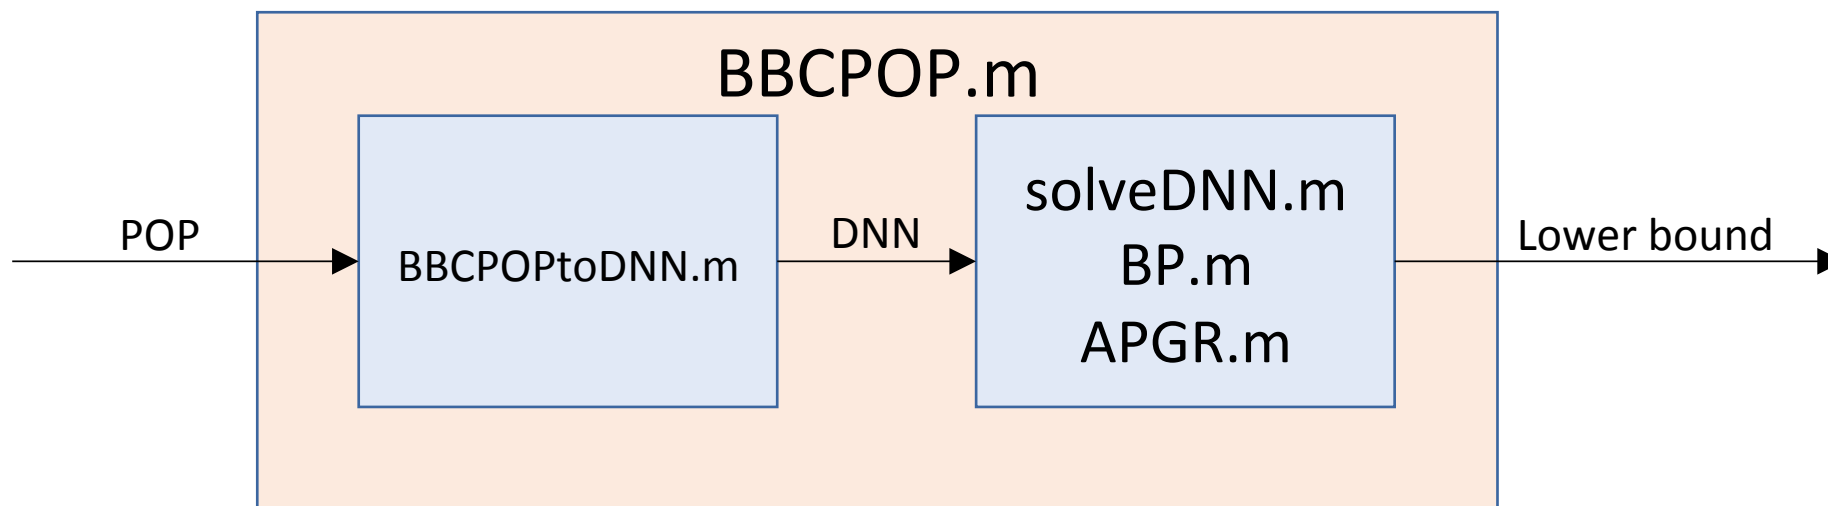 BBCPOP.m
POP
BBCPOPtoDNN.m
DNN
solveDNN.m
BP.m
APGR.m
Lower bound